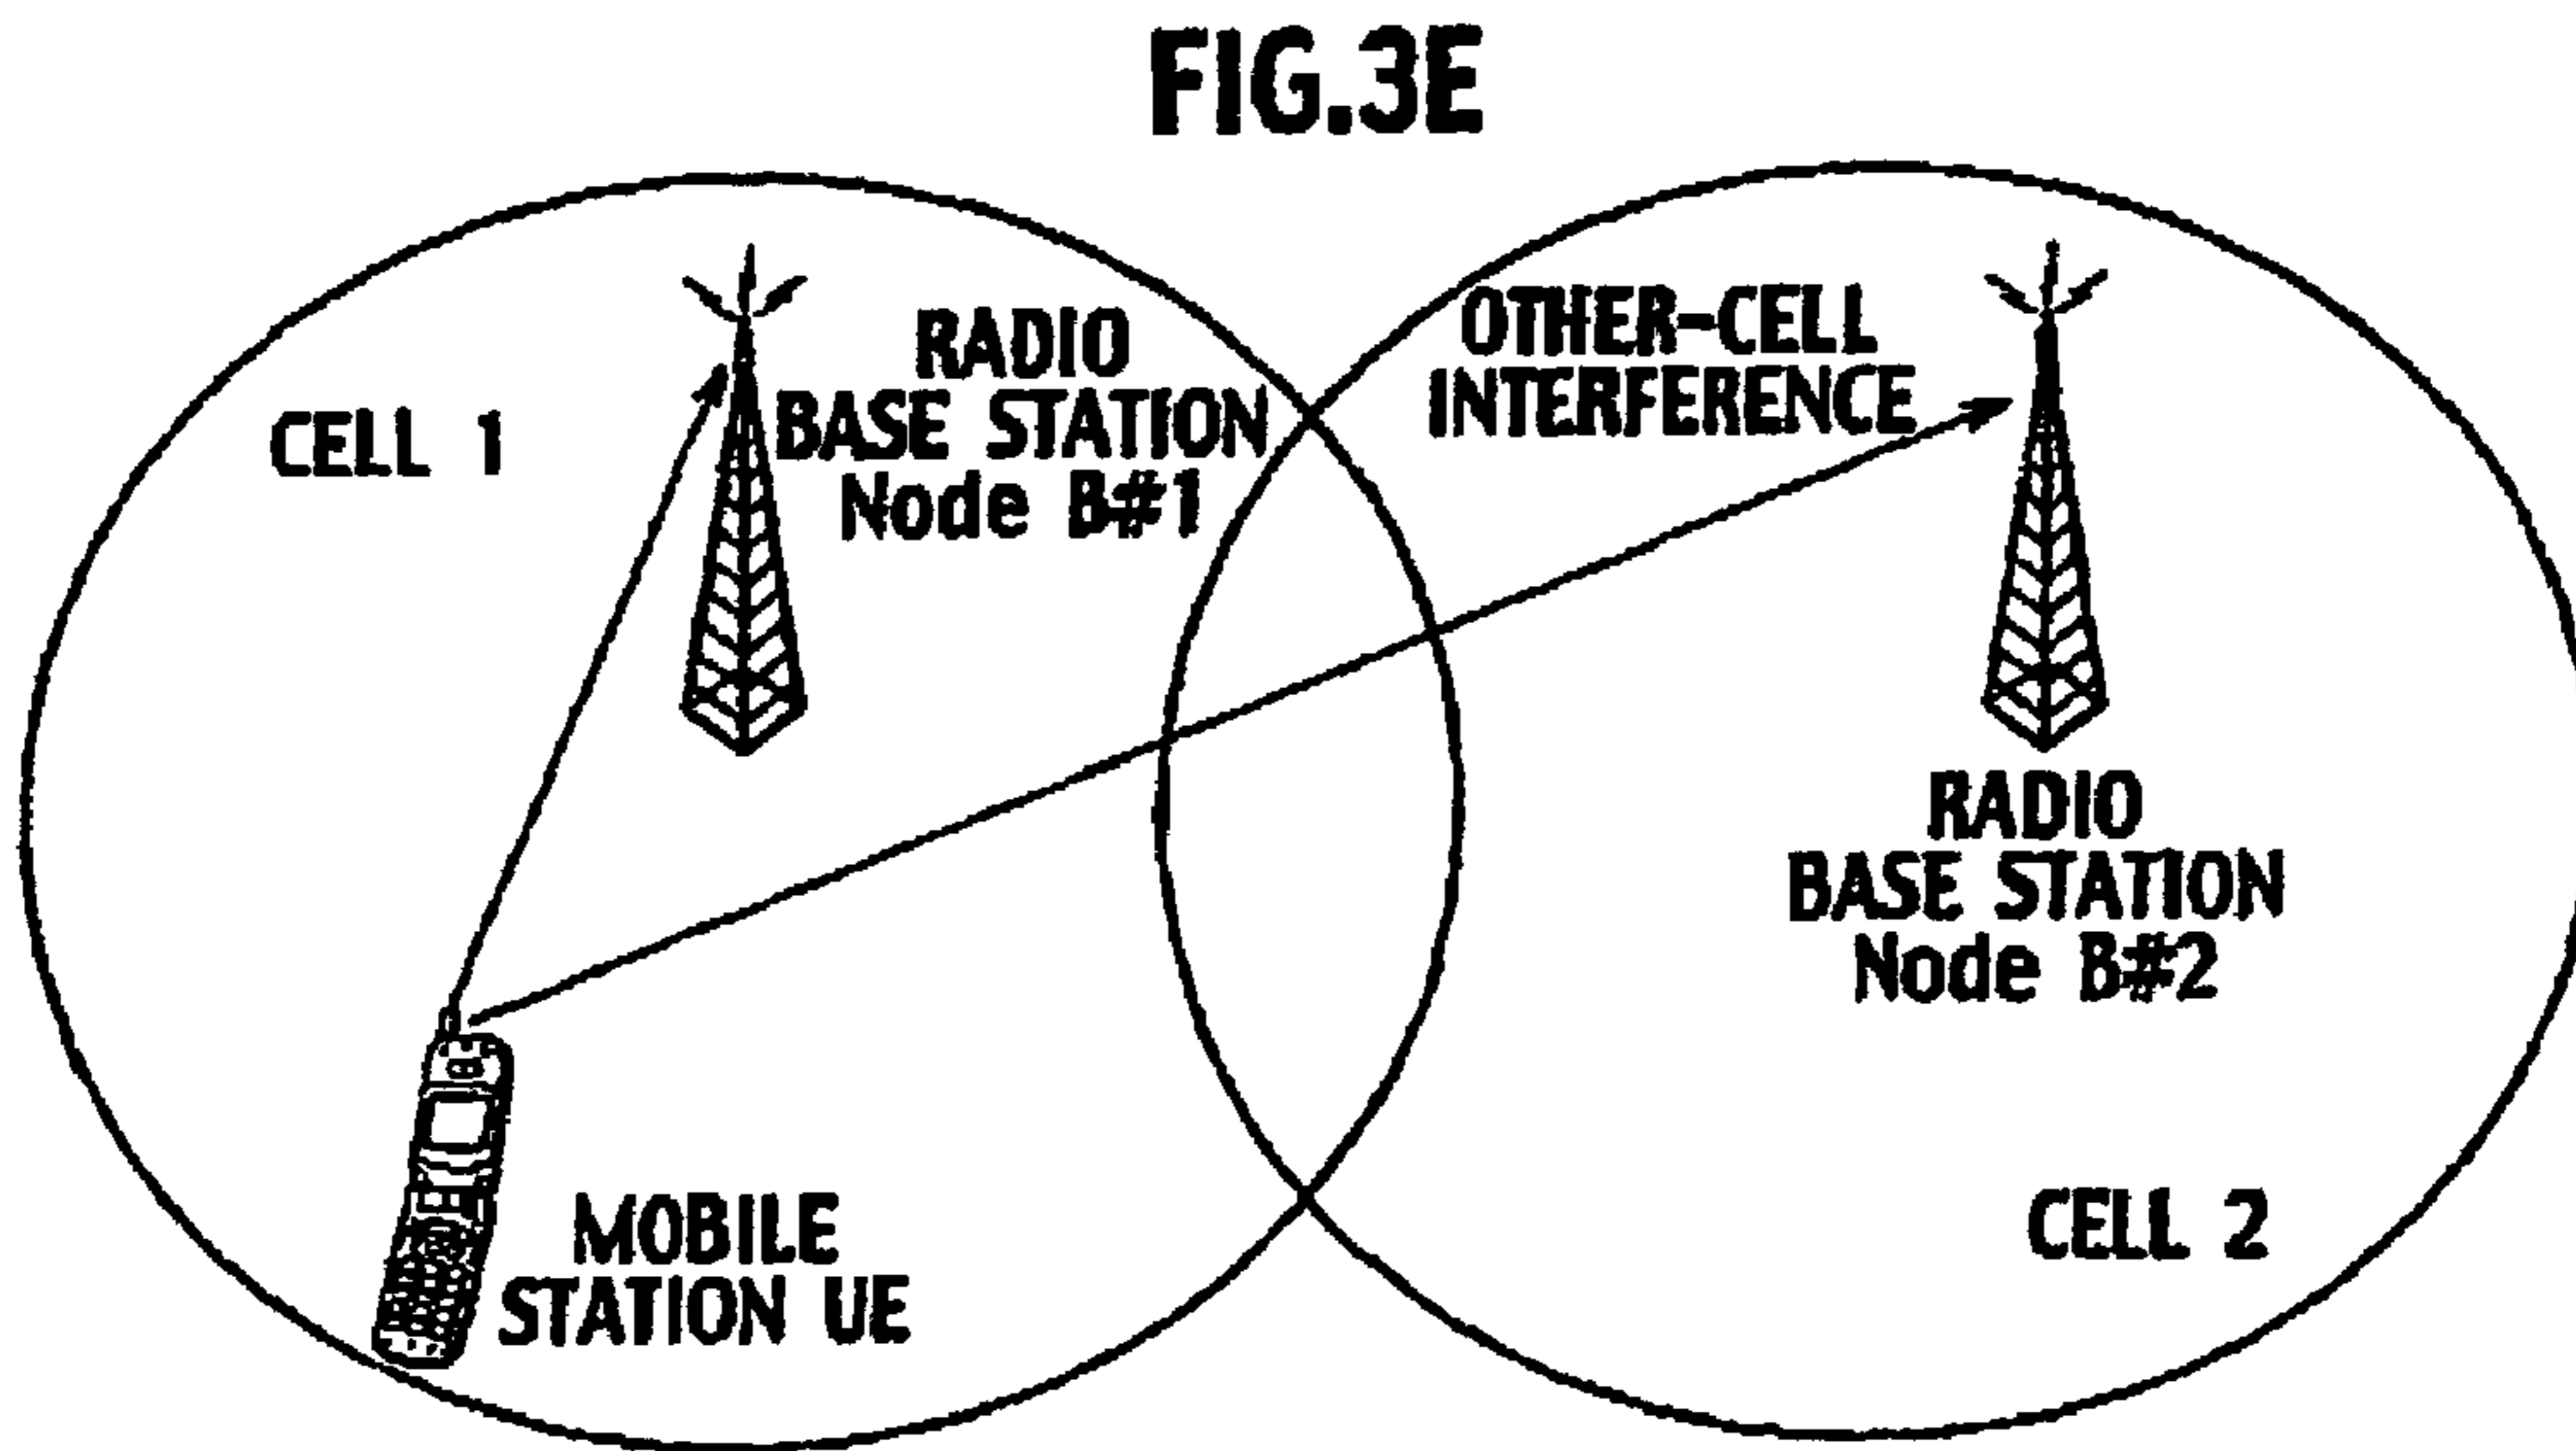 FIG.3E
CELL 1
RADIO
BASE STATION
Node B#1
OTHER-CELL
INTERFERENCE
RADIO
BASE STATION
Node B#2
MOBILE
STATION UE
CELL 2